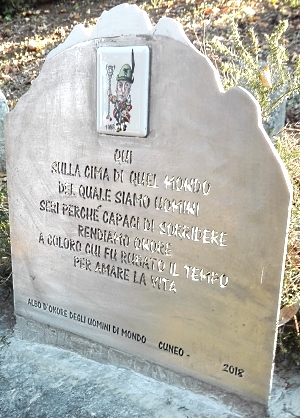 QUI
SULLA CIMA DI QUEL MONDO
DEL QUALE SIAMO UOMINI
SERI PERCHÉ CAPACI DI SORRIDERE
RENDIAMO ONORE
A COLORO CUI FU RUBATO IL TEMPO
PER AMARE LA VITA
ALBO D'ONORE DEGLI UOMINI DI MONDO CUNEO - 2018